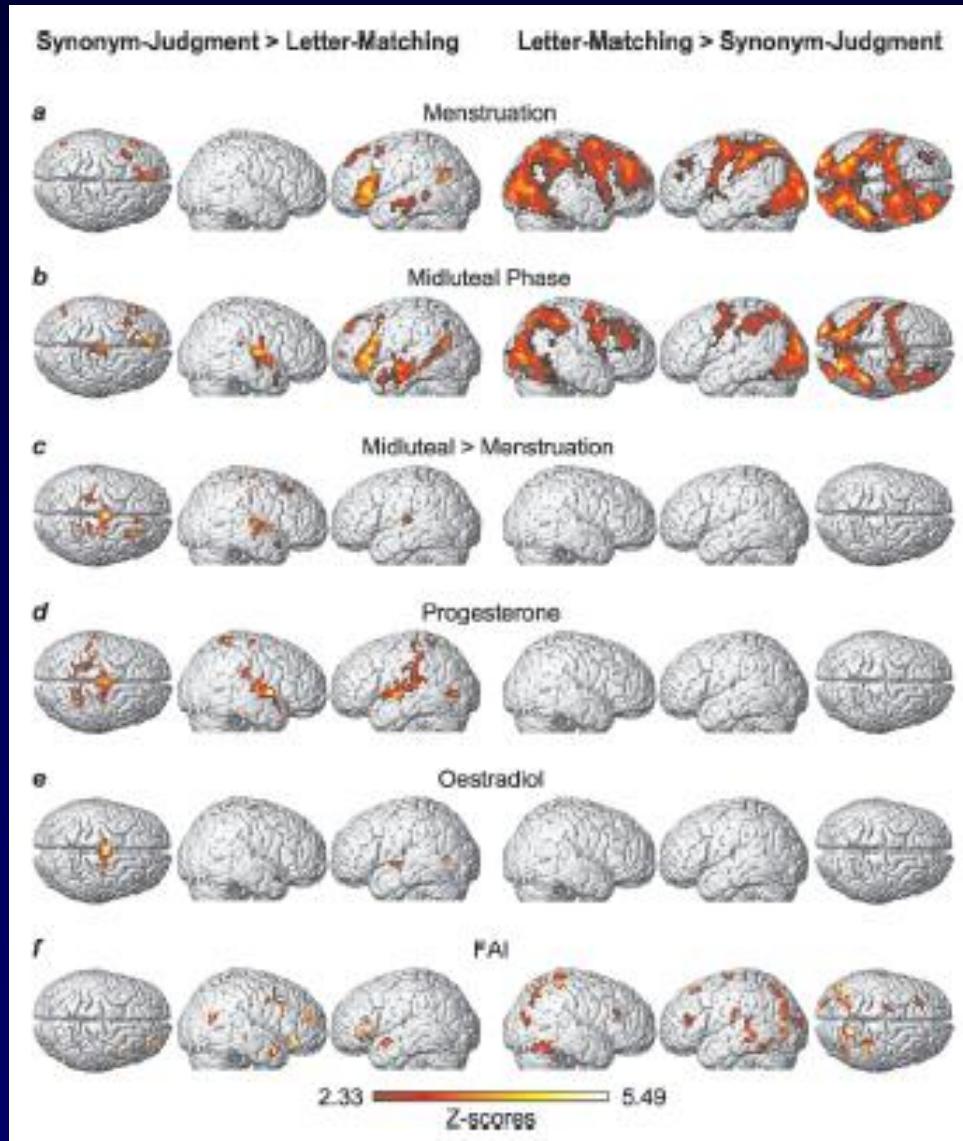 Synonym-Judgment > Letter-Matching Letter-Matching > Synonym-Judgment
a Menstruation
b Midluteal Phase
c Midluteal > Menstruation
d Progesterone
e Oestradiol
f FAI
2.33 5.49
Z-scores